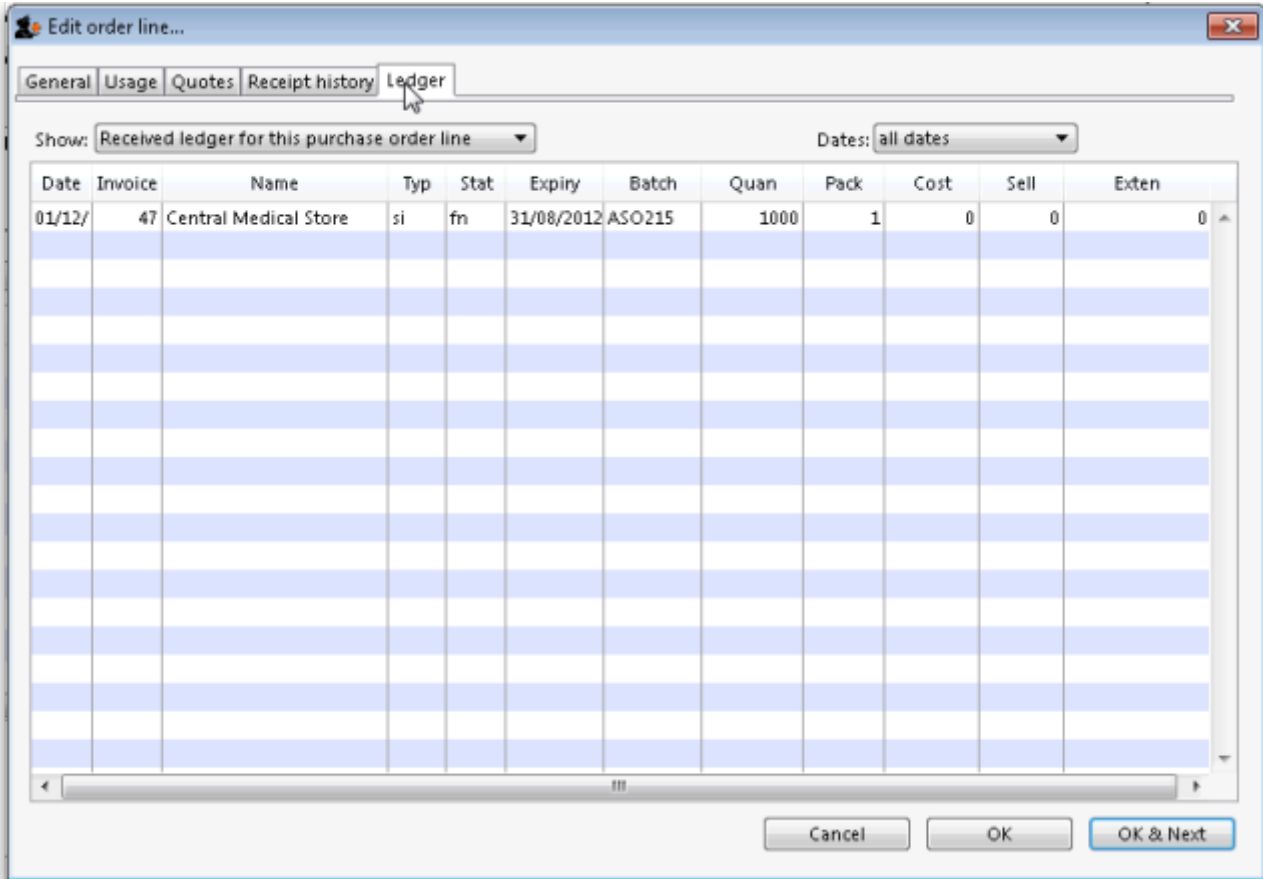 Edit order line...
General Usage Quotes Receipt history Ledger
Show: Received ledger for this purchase order line Dates: all dates
Date Invoice Name Typ Stat Expiry Batch Quan Pack Cost Sell Exten
01/12/ 47 Central Medical Store si fn 31/08/2012 ASO215 1000 1 0 0 0
Cancel OK OK & Next